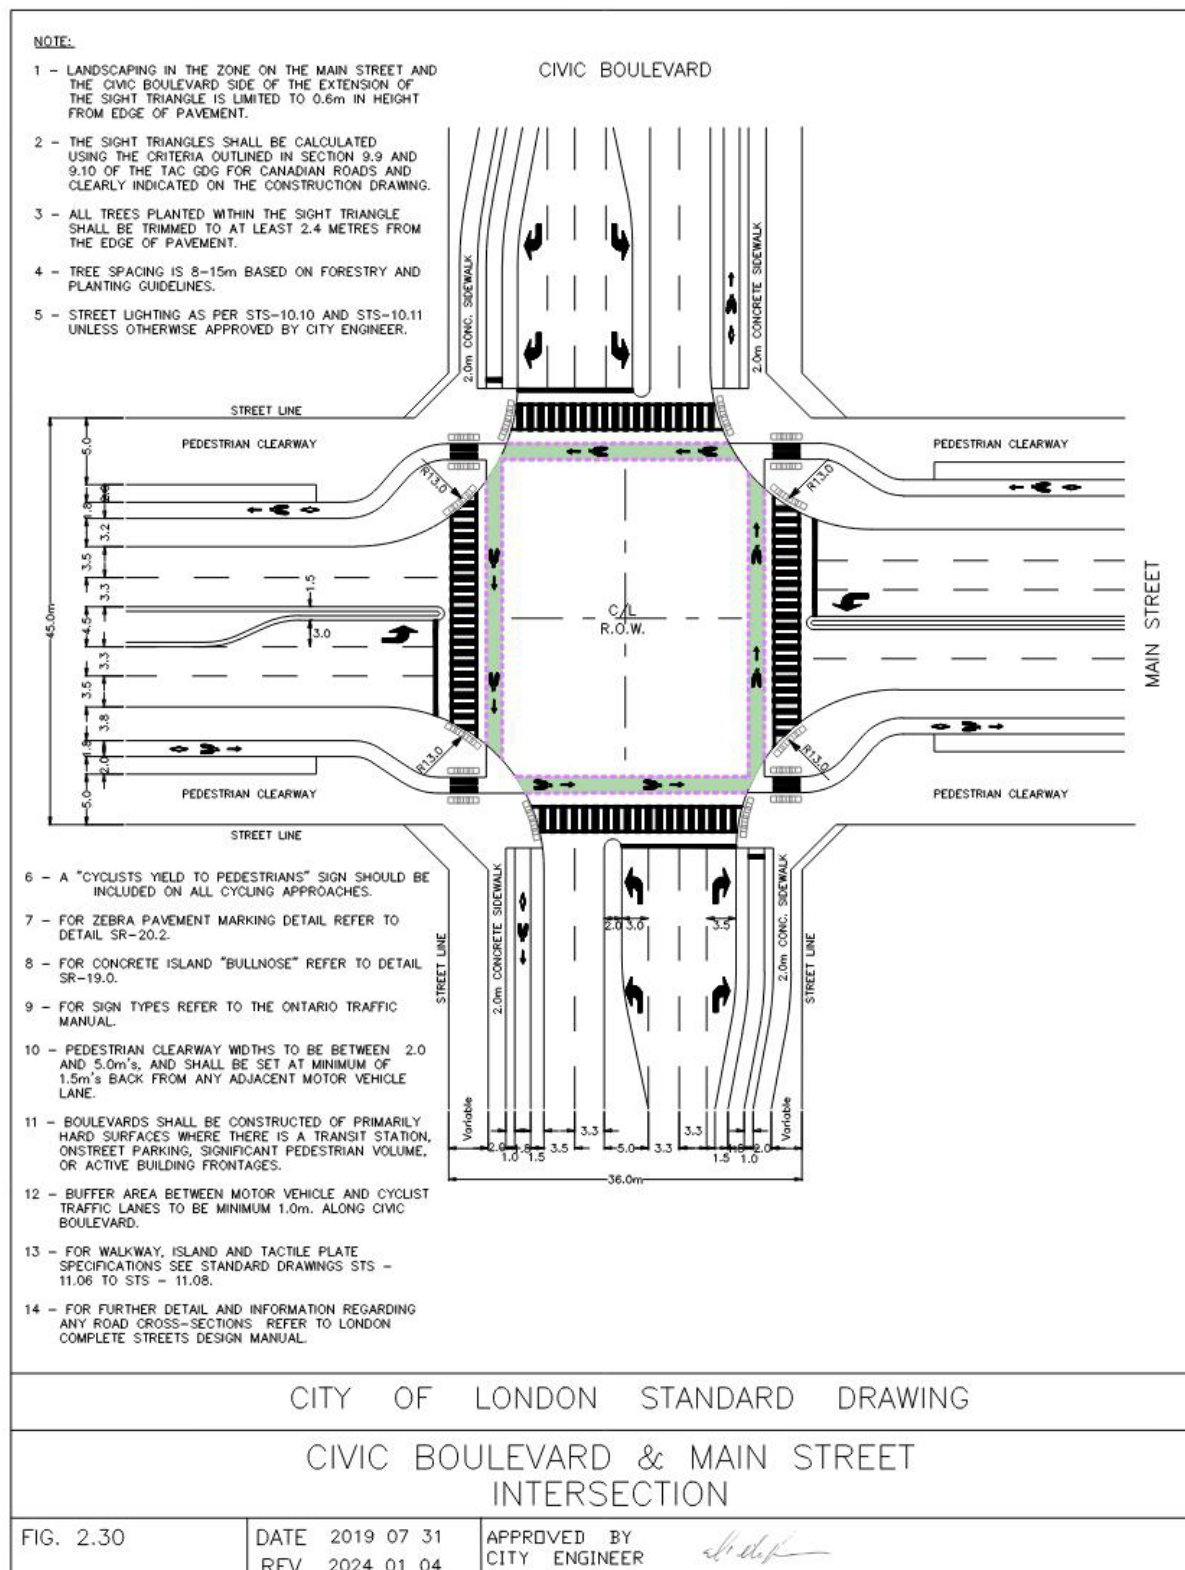 NOTE:
1 - LANDSCAPING IN THE ZONE ON THE MAIN STREET AND
THE CIVIC BOULEVARD SIDE OF THE EXTENSION OF
THE SIGHT TRIANGLE IS LIMITED TO 0.6m IN HEIGHT
FROM EDGE OF PAVEMENT.
2 - THE SIGHT TRIANGLES SHALL BE CALCULATED
USING THE CRITERIA OUTLINED IN SECTION 9.9 AND
9.10 OF THE TAC GDG FOR CANADIAN ROADS AND
CLEARLY INDICATED ON THE CONSTRUCTION DRAWING.
3 - ALL TREES PLANTED WITHIN THE SIGHT TRIANGLE
SHALL BE TRIMMED TO AT LEAST 2.4 METRES FROM
THE EDGE OF PAVEMENT.
4 - TREE SPACING IS 8-15m BASED ON FORESTRY AND
PLANTING GUIDELINES.
5 - STREET LIGHTING AS PER STS-10.10 AND STS-10.11
UNLESS OTHERWISE APPROVED BY CITY ENGINEER.
CIVIC BOULEVARD
2.0m CONC. SIDEWALK
2.0m CONCRETE SIDEWALK
STREET LINE
PEDESTRIAN CLEARWAY
PEDESTRIAN CLEARWAY
R13.0
R13.0
45.0m
5.0
2.0
1.8
3.2
3.5
3.3
4.5
3.3
3.5
3.8
1.8
2.0
5.0
1.5
3.0
C/L
R.O.W.
MAIN STREET
R13.0
R13.0
PEDESTRIAN CLEARWAY
PEDESTRIAN CLEARWAY
STREET LINE
6 - A "CYCLISTS YIELD TO PEDESTRIANS" SIGN SHOULD BE
INCLUDED ON ALL CYCLING APPROACHES.
7 - FOR ZEBRA PAVEMENT MARKING DETAIL REFER TO
DETAIL SR-20.2.
8 - FOR CONCRETE ISLAND "BULLNOSE" REFER TO DETAIL
SR-19.0.
9 - FOR SIGN TYPES REFER TO THE ONTARIO TRAFFIC
MANUAL.
10 - PEDESTRIAN CLEARWAY WIDTHS TO BE BETWEEN 2.0
AND 5.0m's, AND SHALL BE SET AT MINIMUM OF
1.5m's BACK FROM ANY ADJACENT MOTOR VEHICLE
LANE.
11 - BOULEVARDS SHALL BE CONSTRUCTED OF PRIMARILY
HARD SURFACES WHERE THERE IS A TRANSIT STATION,
ONSTREET PARKING, SIGNIFICANT PEDESTRIAN VOLUME,
OR ACTIVE BUILDING FRONTAGES.
12 - BUFFER AREA BETWEEN MOTOR VEHICLE AND CYCLIST
TRAFFIC LANES TO BE MINIMUM 1.0m. ALONG CIVIC
BOULEVARD.
13 - FOR WALKWAY, ISLAND AND TACTILE PLATE
SPECIFICATIONS SEE STANDARD DRAWINGS STS -
11.06 TO STS - 11.08.
14 - FOR FURTHER DETAIL AND INFORMATION REGARDING
ANY ROAD CROSS-SECTIONS REFER TO LONDON
COMPLETE STREETS DESIGN MANUAL.
STREET LINE
2.0m CONCRETE SIDEWALK
2.0 3.0
3.5
2.0m CONC. SIDEWALK
STREET LINE
Variable
2.0
1.0
1.8
1.5
3.5
3.3
5.0
3.3
3.3
1.5
1.8
1.0
2.0
Variable
36.0m
CITY OF LONDON STANDARD DRAWING
CIVIC BOULEVARD & MAIN STREET
INTERSECTION
FIG. 2.30
DATE 2019 07 31
REV. 2024 01 04
APPROVED BY
CITY ENGINEER